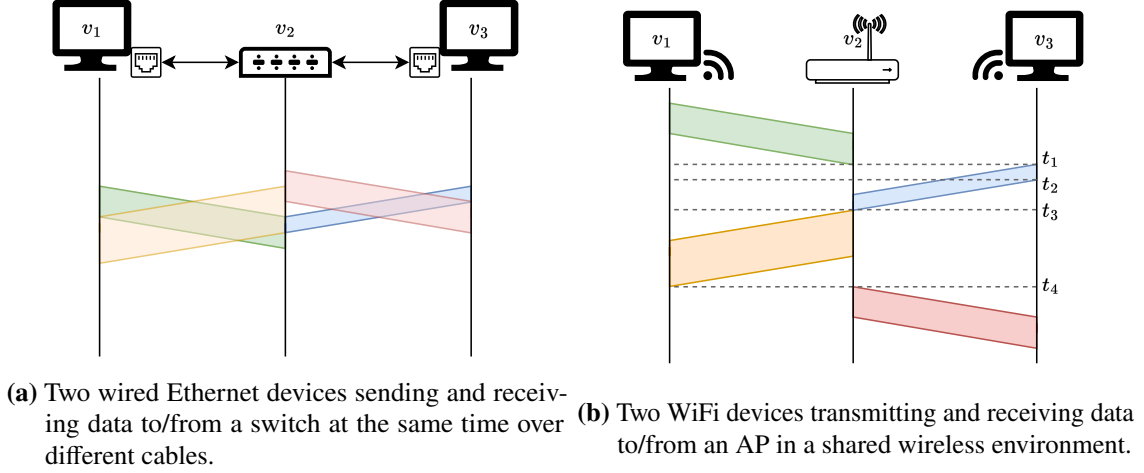 v1
v2
v3
v1
v2
v3
t1
t2
t3
t4
(a) Two wired Ethernet devices sending and receiv-
ing data to/from a switch at the same time over
different cables.
(b) Two WiFi devices transmitting and receiving data
to/from an AP in a shared wireless environment.